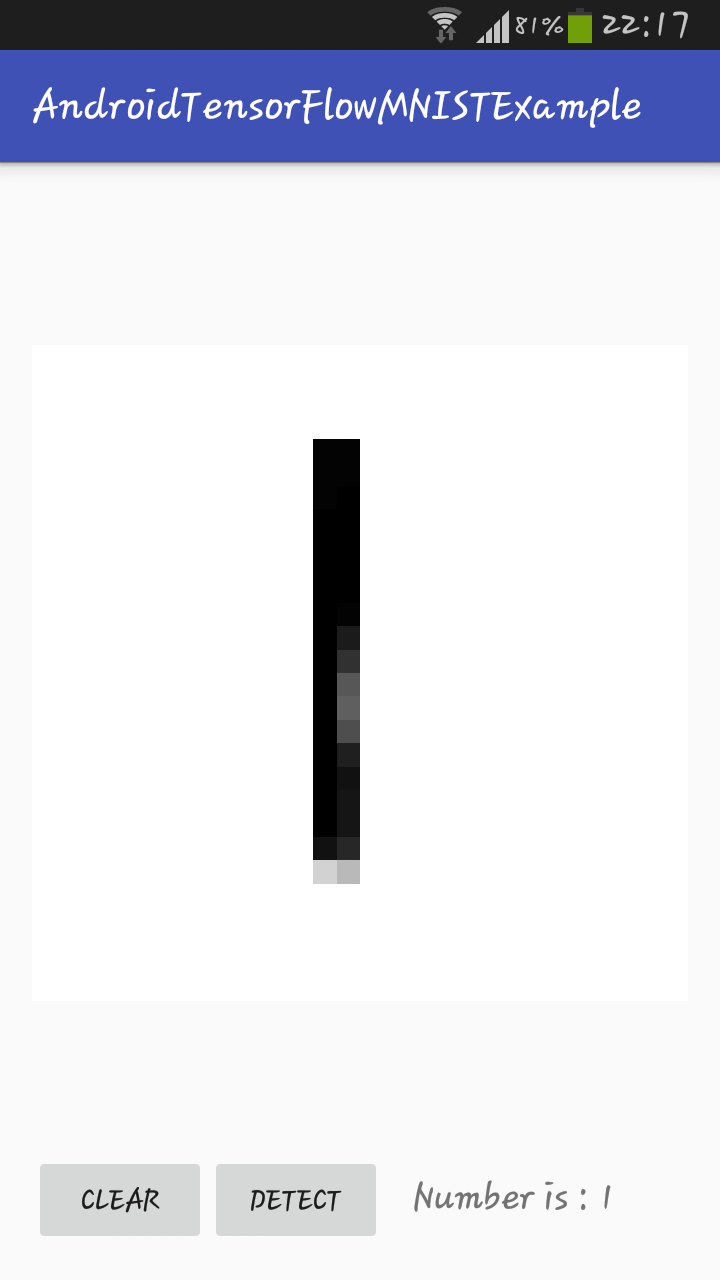 81% 22:17
AndroidTensorFlowMNISTExample
CLEAR DETECT Number is : 1